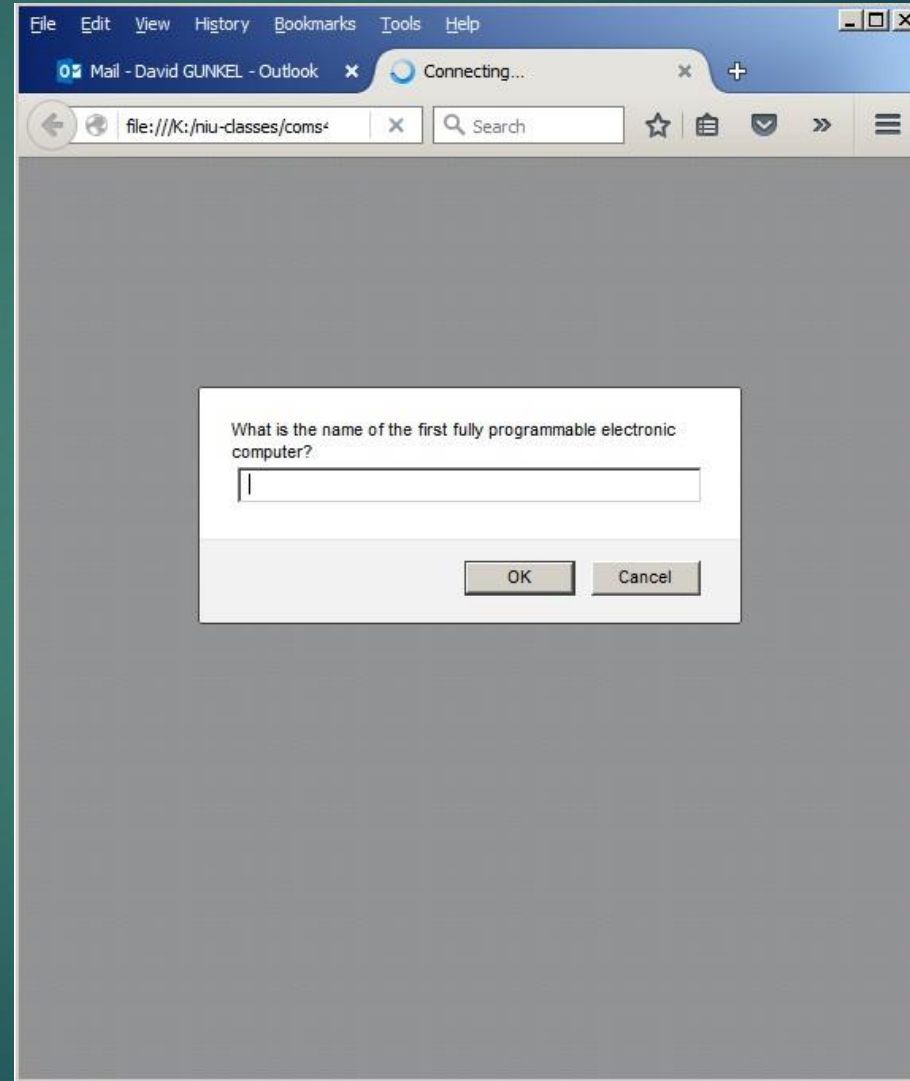 File Edit View History Bookmarks Tools Help
Mail - David GUNKEL - Outlook Connecting...
file:///K:/niu-classes/coms4 Search
What is the name of the first fully programmable electronic
computer?
OK Cancel